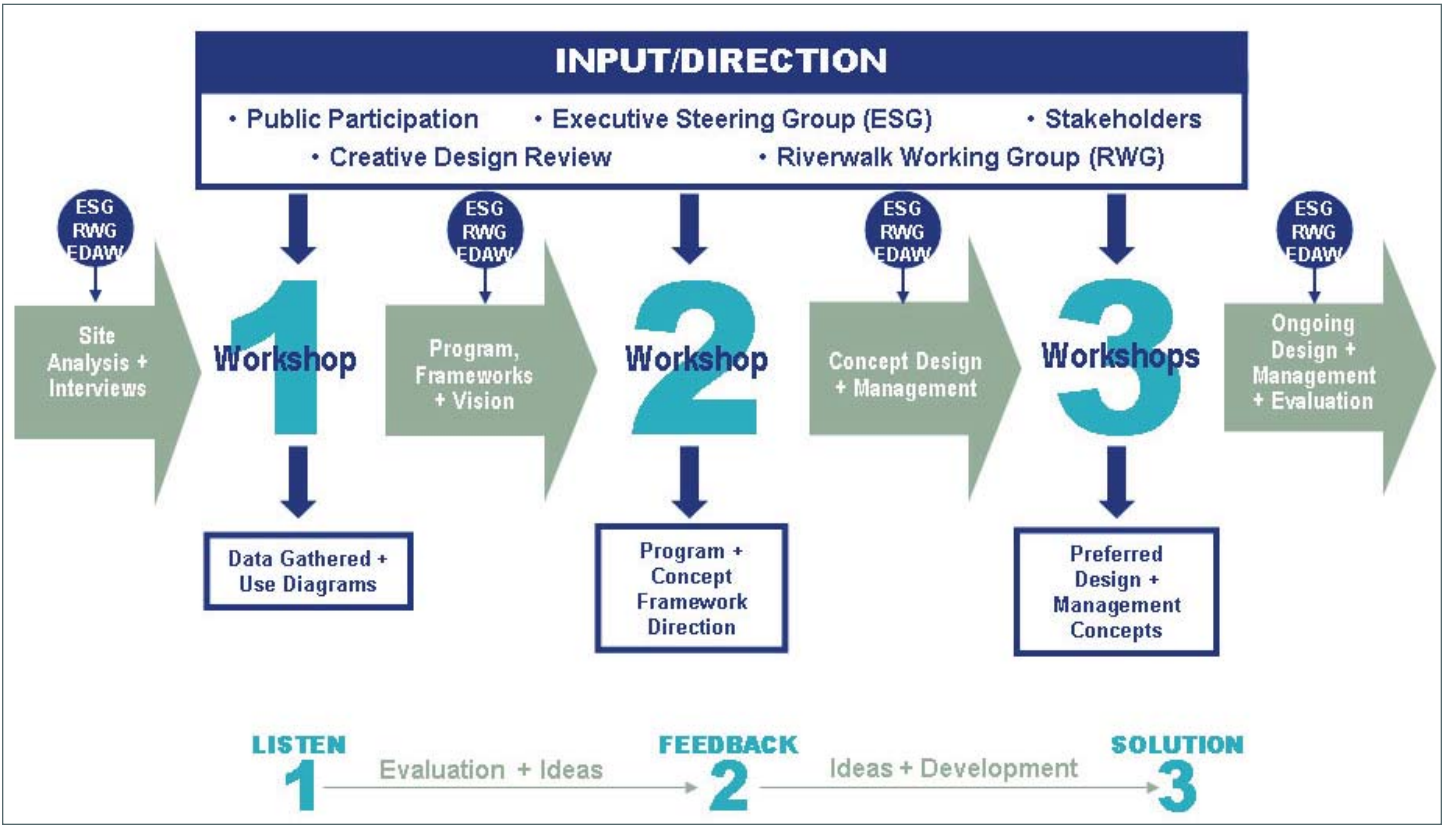 INPUT/DIRECTION
• Public Participation • Executive Steering Group (ESG) • Stakeholders
• Creative Design Review • Riverwalk Working Group (RWG)
ESG
RWG
EDAW
Site
Analysis +
Interviews
1
Workshop
ESG
RWG
EDAW
Program,
Frameworks
+ Vision
2
Workshop
ESG
RWG
EDAW
Concept Design
+ Management
3
Workshops
ESG
RWG
EDAW
Ongoing
Design +
Management
+ Evaluation
Data Gathered +
Use Diagrams
Program +
Concept
Framework
Direction
Preferred
Design +
Management
Concepts
LISTEN
1
Evaluation + Ideas
FEEDBACK
2
Ideas + Development
SOLUTION
3